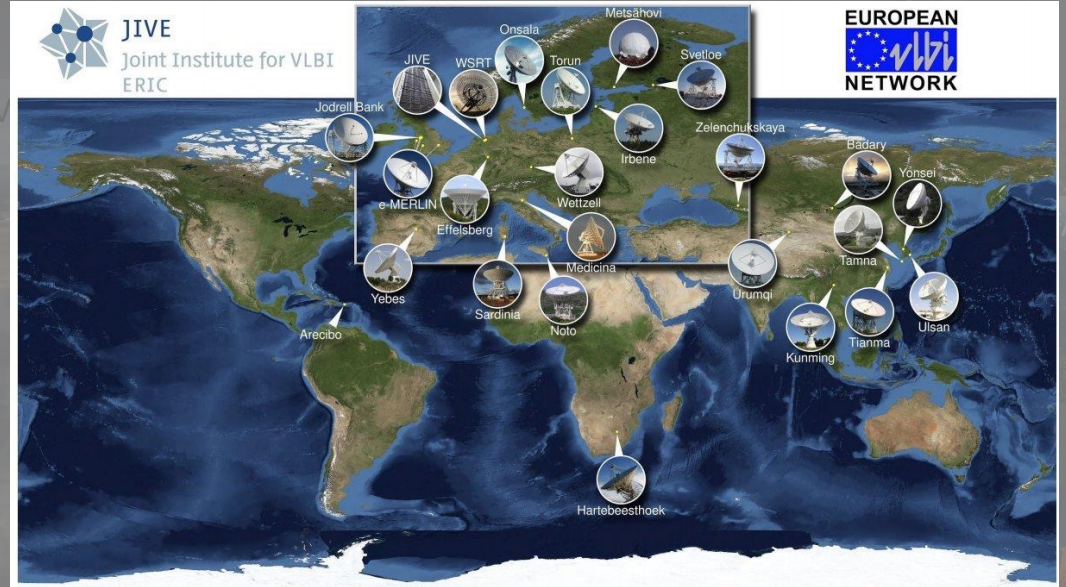 JIVE
Joint Institute for VLBI
ERIC
EUROPEAN
vlbi
NETWORK
Metsähovi
Onsala
Svetloe
JIVE
WSRT
Torun
Jodrell Bank
Irbene
Zelenchukskaya
Badary
Yonsei
e-MERLIN
Effelsberg
Wettzell
Tamna
Medicina
Yebes
Sardinia
Noto
Urumqi
Ulsan
Arecibo
Kunming
Tianma
Hartebeesthoek